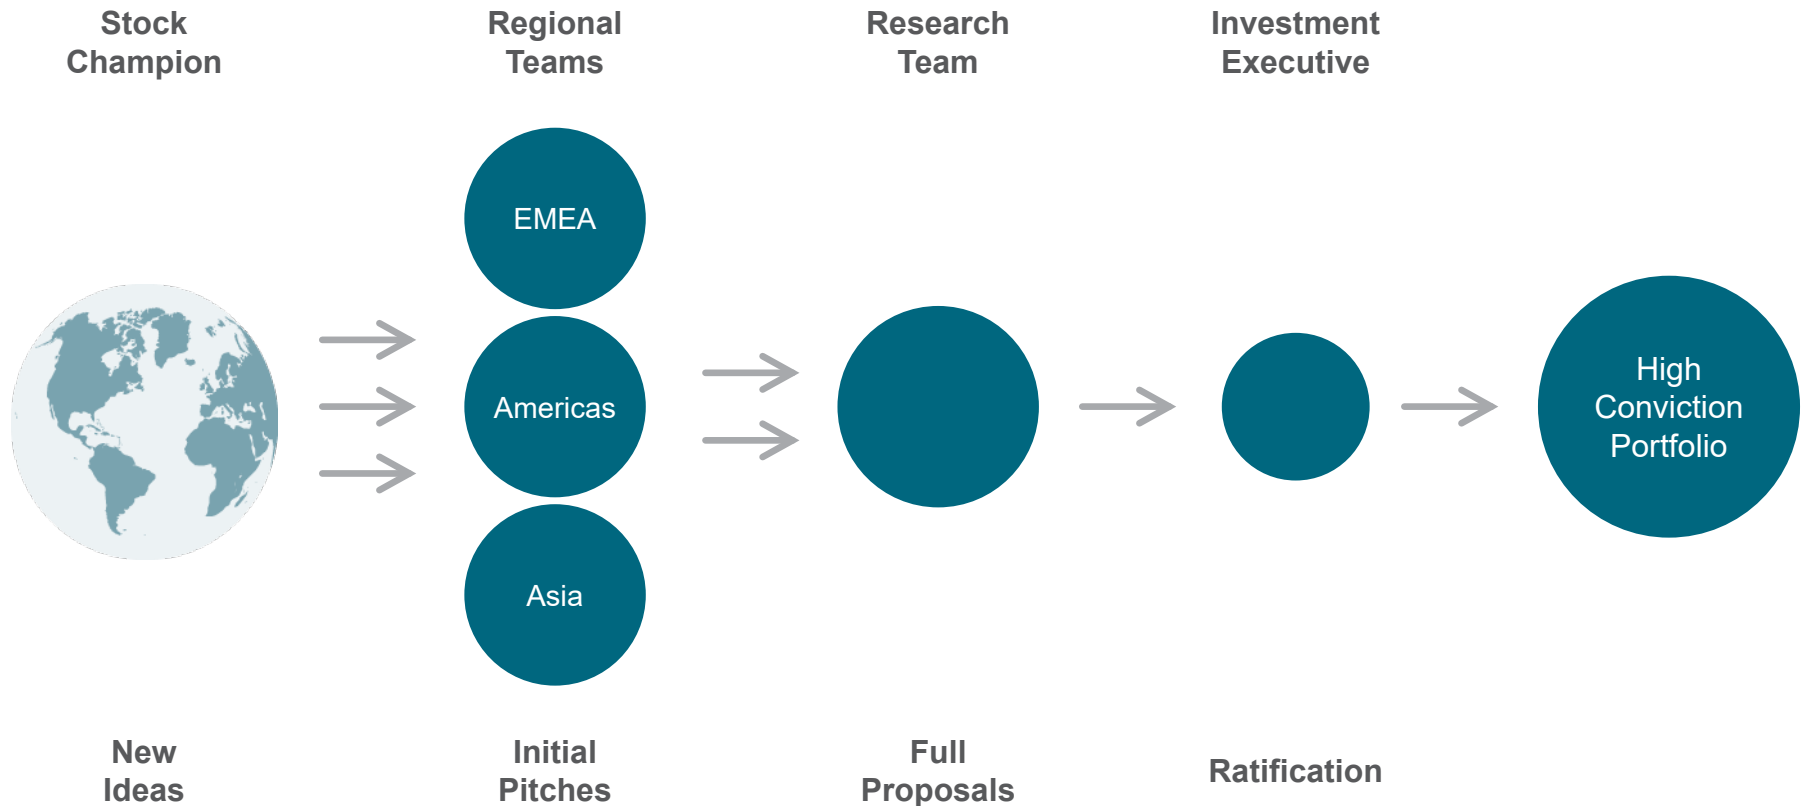 Stock
Champion
Regional
Teams
Research
Team
Investment
Executive
EMEA
Americas
Asia
High
Conviction
Portfolio
New
Ideas
Initial
Pitches
Full
Proposals
Ratification